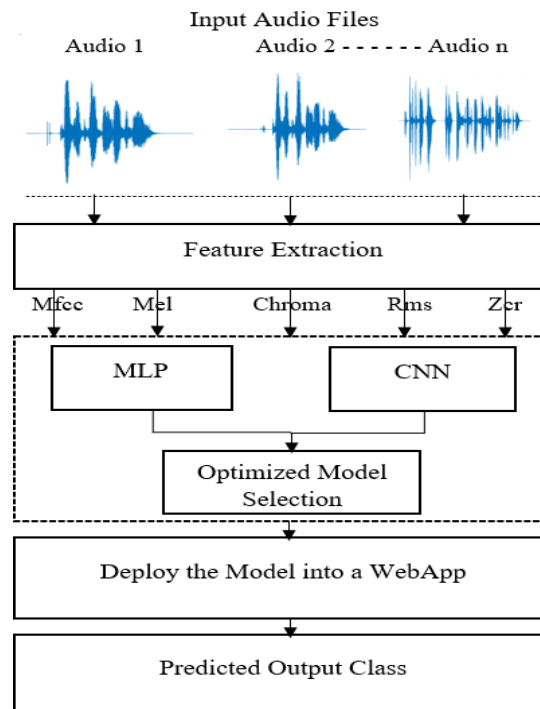 Input Audio Files
Audio 1 Audio 2 - - - - - - Audio n
Feature Extraction
Mfcc Mel Chroma Rms Zcr
MLP CNN
Optimized Model
Selection
Deploy the Model into a WebApp
Predicted Output Class